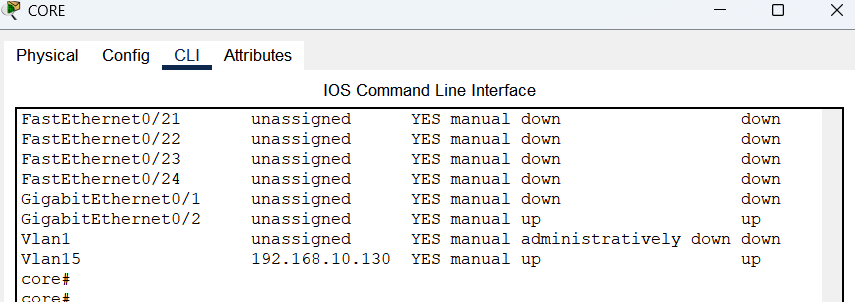 CORE
Physical Config CLI Attributes
IOS Command Line Interface
FastEthernet0/21 unassigned YES manual down down
FastEthernet0/22 unassigned YES manual down down
FastEthernet0/23 unassigned YES manual down down
FastEthernet0/24 unassigned YES manual down down
GigabitEthernet0/1 unassigned YES manual down down
GigabitEthernet0/2 unassigned YES manual up up
Vlan1 unassigned YES manual administratively down down
Vlan15 192.168.10.130 YES manual up up
core#
core#